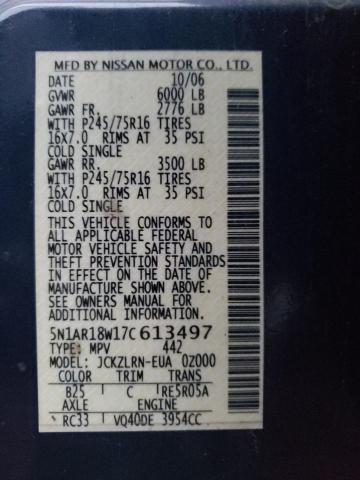 MFD BY NISSAN MOTOR CO., LTD.
DATE 10/06
GVWR 6000 LB
GAWR FR. 2776 LB
WITH P245/75R16 TIRES
16X7.0 RIMS AT 35 PSI
COLD SINGLE
GAWR RR. 3500 LB
WITH P245/75R16 TIRES
16X7.0 RIMS AT 35 PSI
COLD SINGLE
THIS VEHICLE CONFORMS TO
ALL APPLICABLE FEDERAL
MOTOR VEHICLE SAFETY AND
THEFT PREVENTION STANDARDS
IN EFFECT ON THE DATE OF
MANUFACTURE SHOWN ABOVE.
SEE OWNERS MANUAL FOR
ADDITIONAL INFORMATION.
5N1AR18W17C613497
TYPE: MPV 442
MODEL: JCKZLRN-EUA 0Z000
COLOR TRIM TRANS
B25 C RE5R05A
AXLE ENGINE
RC33 VQ40DE 3954CC